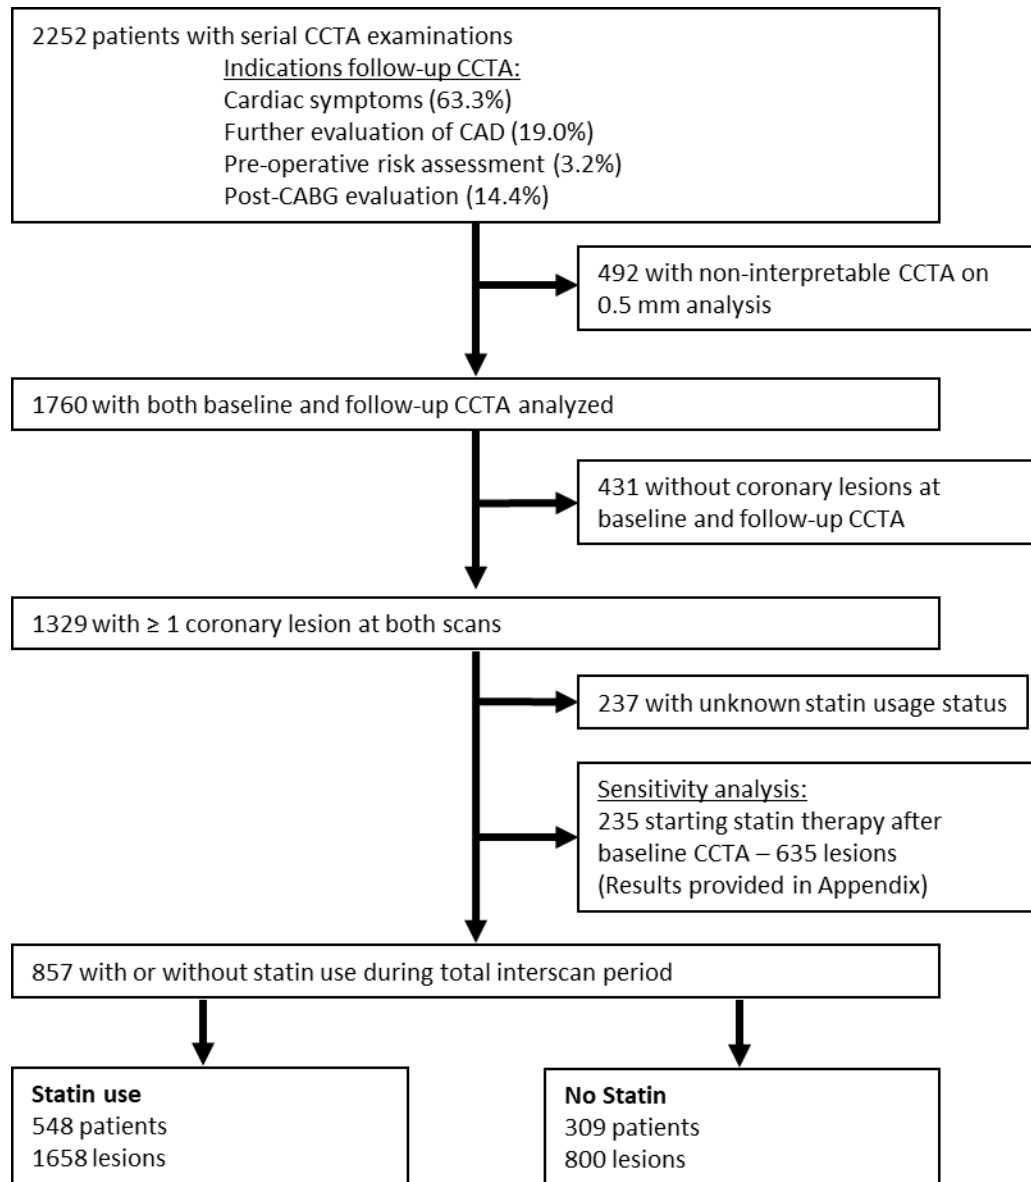 2252 patients with serial CCTA examinations
Indications follow-up CCTA:
Cardiac symptoms (63.3%)
Further evaluation of CAD (19.0%)
Pre-operative risk assessment (3.2%)
Post-CABG evaluation (14.4%)
492 with non-interpretable CCTA on
0.5 mm analysis
1760 with both baseline and follow-up CCTA analyzed
431 without coronary lesions at
baseline and follow-up CCTA
1329 with ≥ 1 coronary lesion at both scans
237 with unknown statin usage status
Sensitivity analysis:
235 starting statin therapy after
baseline CCTA – 635 lesions
(Results provided in Appendix)
857 with or without statin use during total interscan period
Statin use
548 patients
1658 lesions
No Statin
309 patients
800 lesions